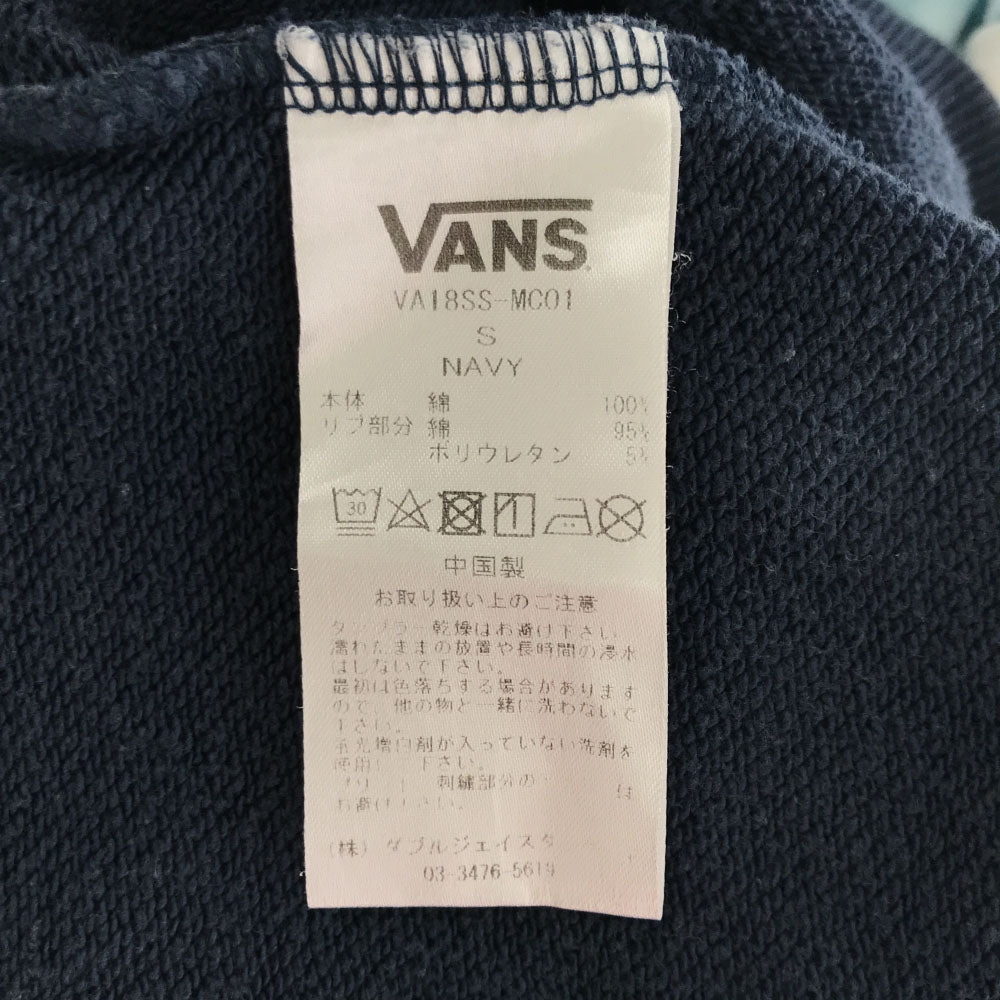 VANS
VA18SS-MC01
S
NAVY
本体 綿 100%
リブ部分 綿 95%
ポリウレタン 5%
30
中国製
お取り扱い上のご注意
タンブラー乾燥はお避け下さい。
濡れたままの放置や長時間の浸水
はしないで下さい。
最初は色落ちする場合があります
ので、他の物と一緒に洗わないで
下さい。
増白剤が入っていない洗剤を
使用 下さい。
刺繍部分の は
お避け下さい。
(株) ダブルジェイスタ
03-3476-5619